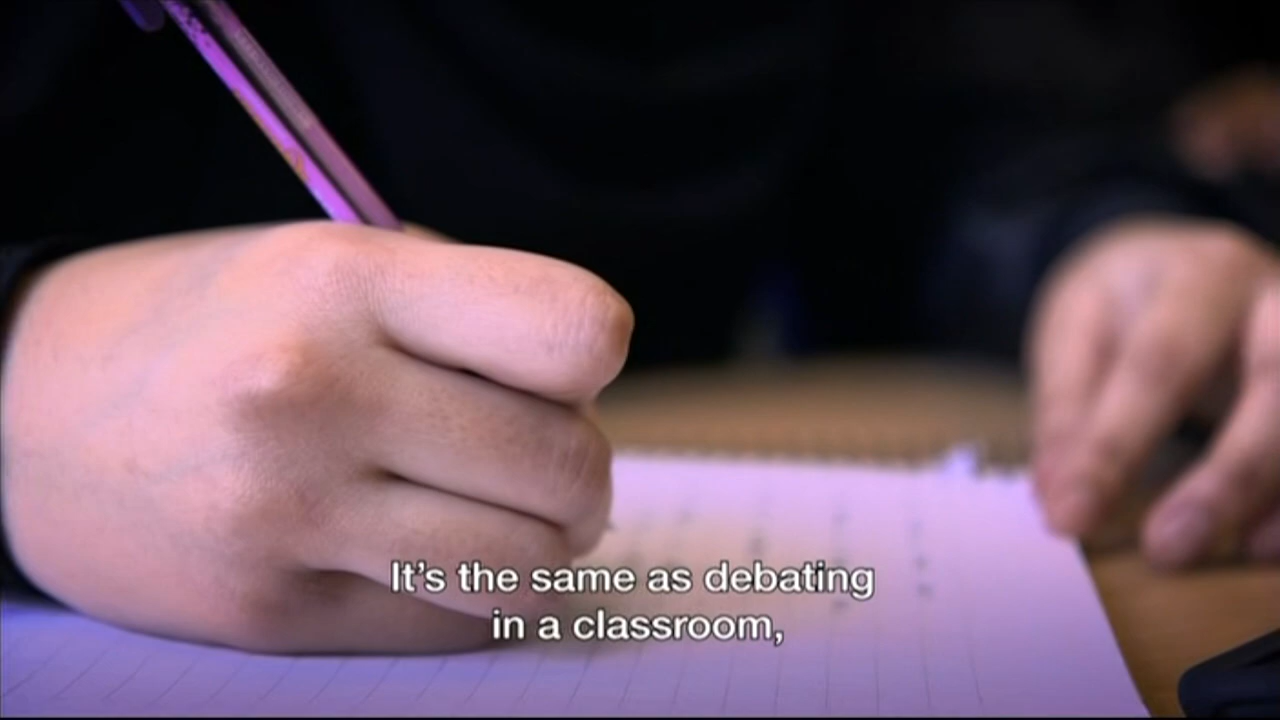 It's the same as debating
in a classroom,